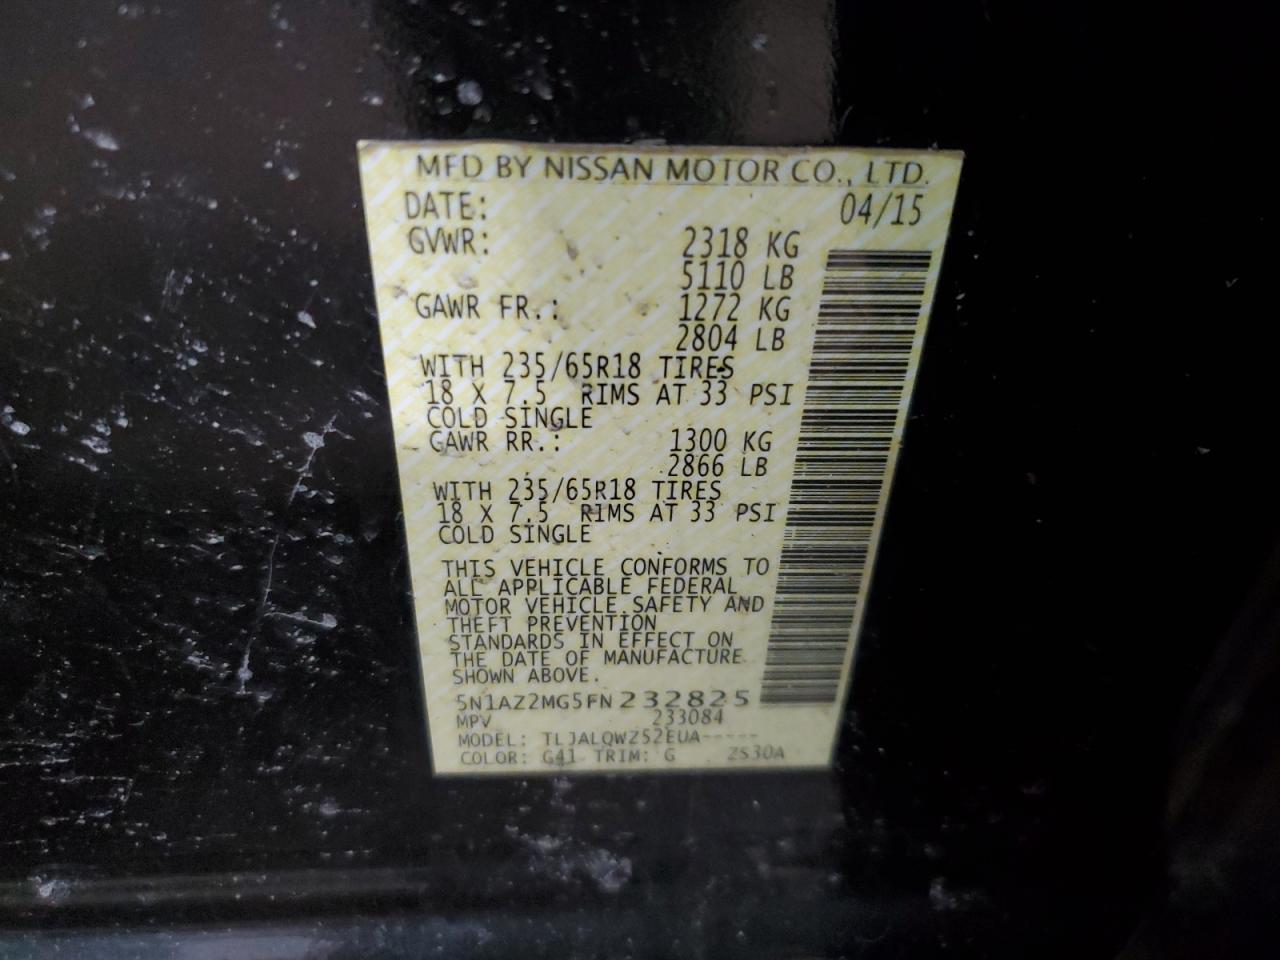 MFD BY NISSAN MOTOR CO., LTD.
DATE: 04/15
GVWR: 2318 KG
5110 LB
GAWR FR.: 1272 KG
2804 LB
WITH 235/65R18 TIRES
18 X 7.5 RIMS AT 33 PSI
COLD SINGLE
GAWR RR.: 1300 KG
2866 LB
WITH 235/65R18 TIRES
18 X 7.5 RIMS AT 33 PSI
COLD SINGLE
THIS VEHICLE CONFORMS TO
ALL APPLICABLE FEDERAL
MOTOR VEHICLE SAFETY AND
THEFT PREVENTION
STANDARDS IN EFFECT ON
THE DATE OF MANUFACTURE
SHOWN ABOVE.
5N1AZ2MG5FN232825
MPV 233084
MODEL: TLJALQWZ52EUA-----
COLOR: G41 TRIM: G ZS30A